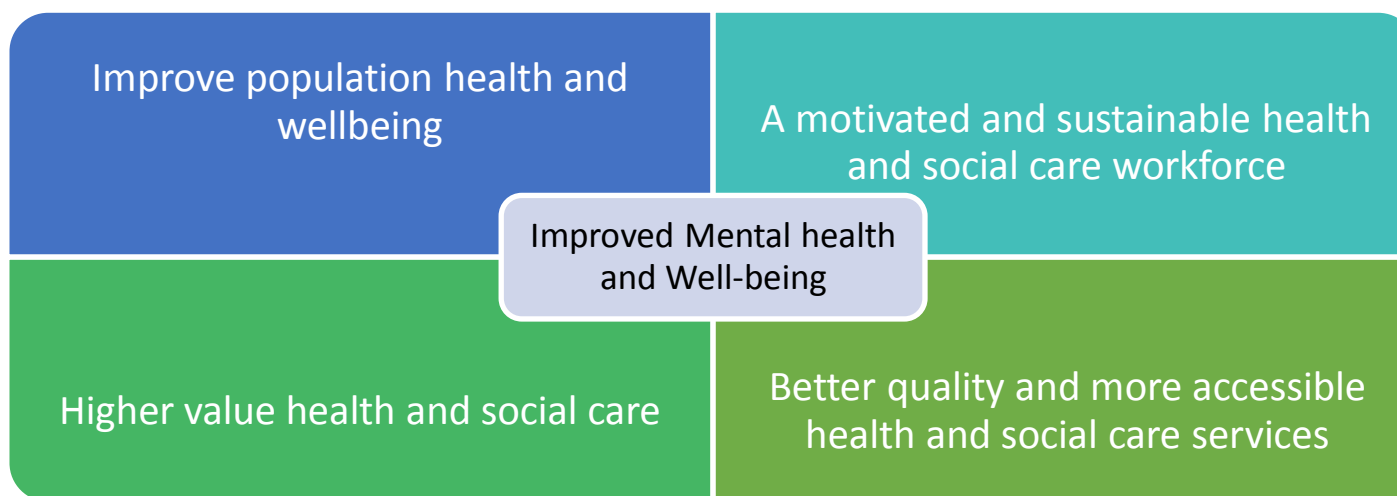 Improve population health and
wellbeing
A motivated and sustainable health
and social care workforce
Improved Mental health
and Well-being
Higher value health and social care
Better quality and more accessible
health and social care services